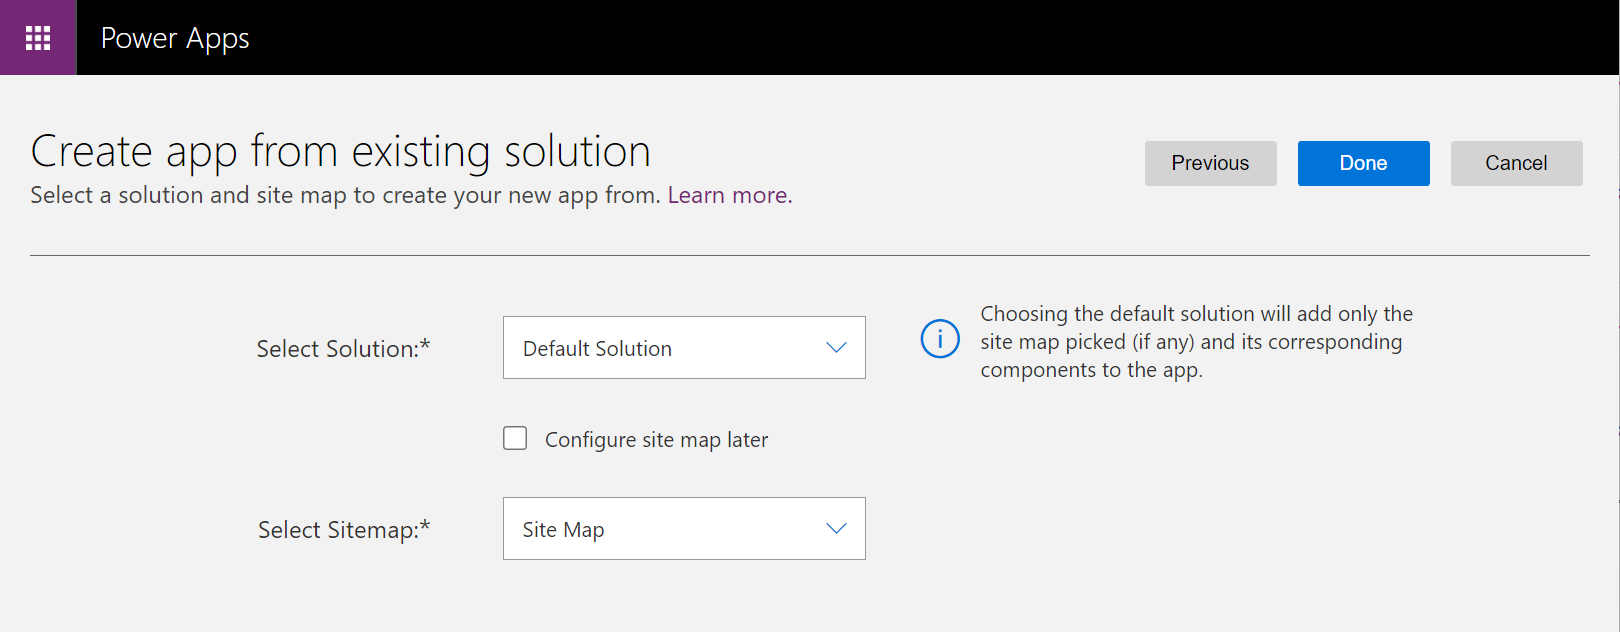 Power Apps
Create app from existing solution
Select a solution and site map to create your new app from. Learn more.
Previous
Done
Cancel
Select Solution:*
Default Solution
Choosing the default solution will add only the
site map picked (if any) and its corresponding
components to the app.
Configure site map later
Select Sitemap:*
Site Map